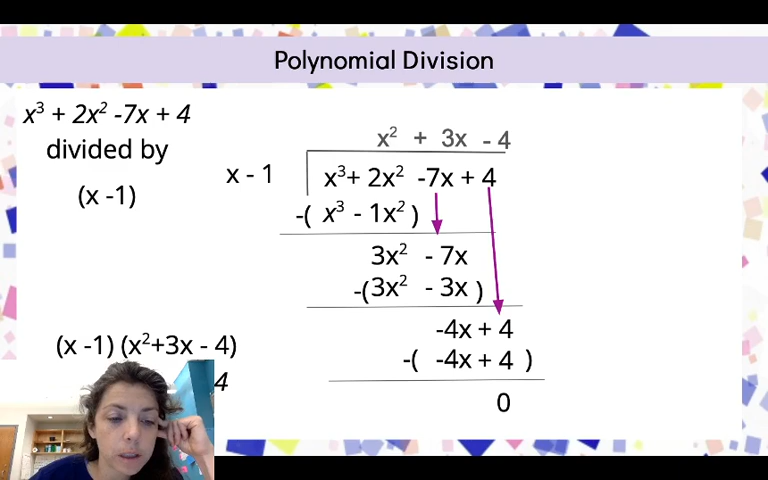 Polynomial Division
x³ + 2x² -7x + 4
divided by
(x -1)
x² + 3x - 4
x - 1
x³+ 2x² -7x + 4
-( x³ - 1x² )
3x² - 7x
-(3x² - 3x )
-4x + 4
-( -4x + 4 )
0
(x -1) (x²+3x - 4)
4